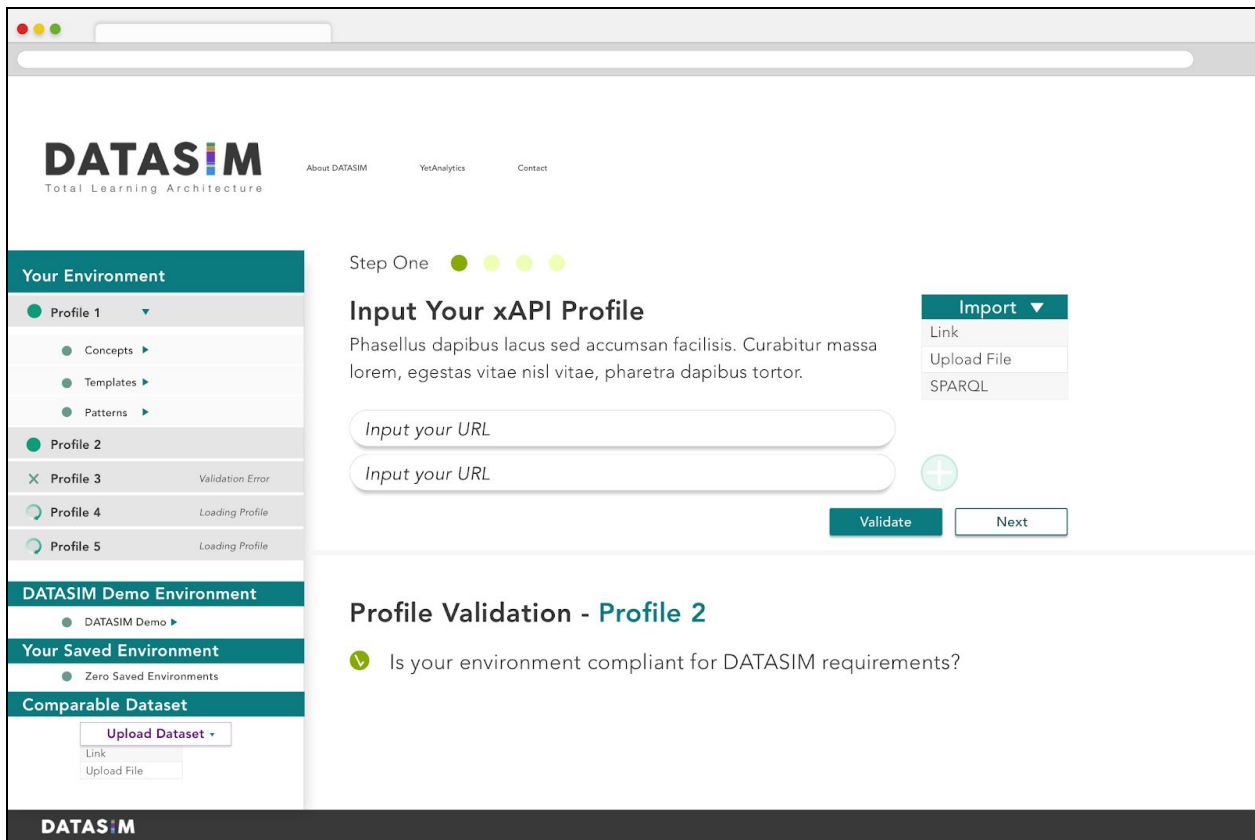 DATASIM
Total Learning Architecture
About DATASIM
YetAnalytics
Contact
Your Environment
Profile 1
Concepts
Templates
Patterns
Profile 2
Profile 3 Validation Error
Profile 4 Loading Profile
Profile 5 Loading Profile
DATASIM Demo Environment
DATASIM Demo
Your Saved Environment
Zero Saved Environments
Comparable Dataset
Upload Dataset
Link
Upload File
Step One
Input Your xAPI Profile
Phasellus dapibus lacus sed accumsan facilisis. Curabitur massa
lorem, egestas vitae nisl vitae, pharetra dapibus tortor.
Import
Link
Upload File
SPARQL
Input your URL
Input your URL
Validate
Next
Profile Validation - Profile 2
Is your environment compliant for DATASIM requirements?
DATASIM